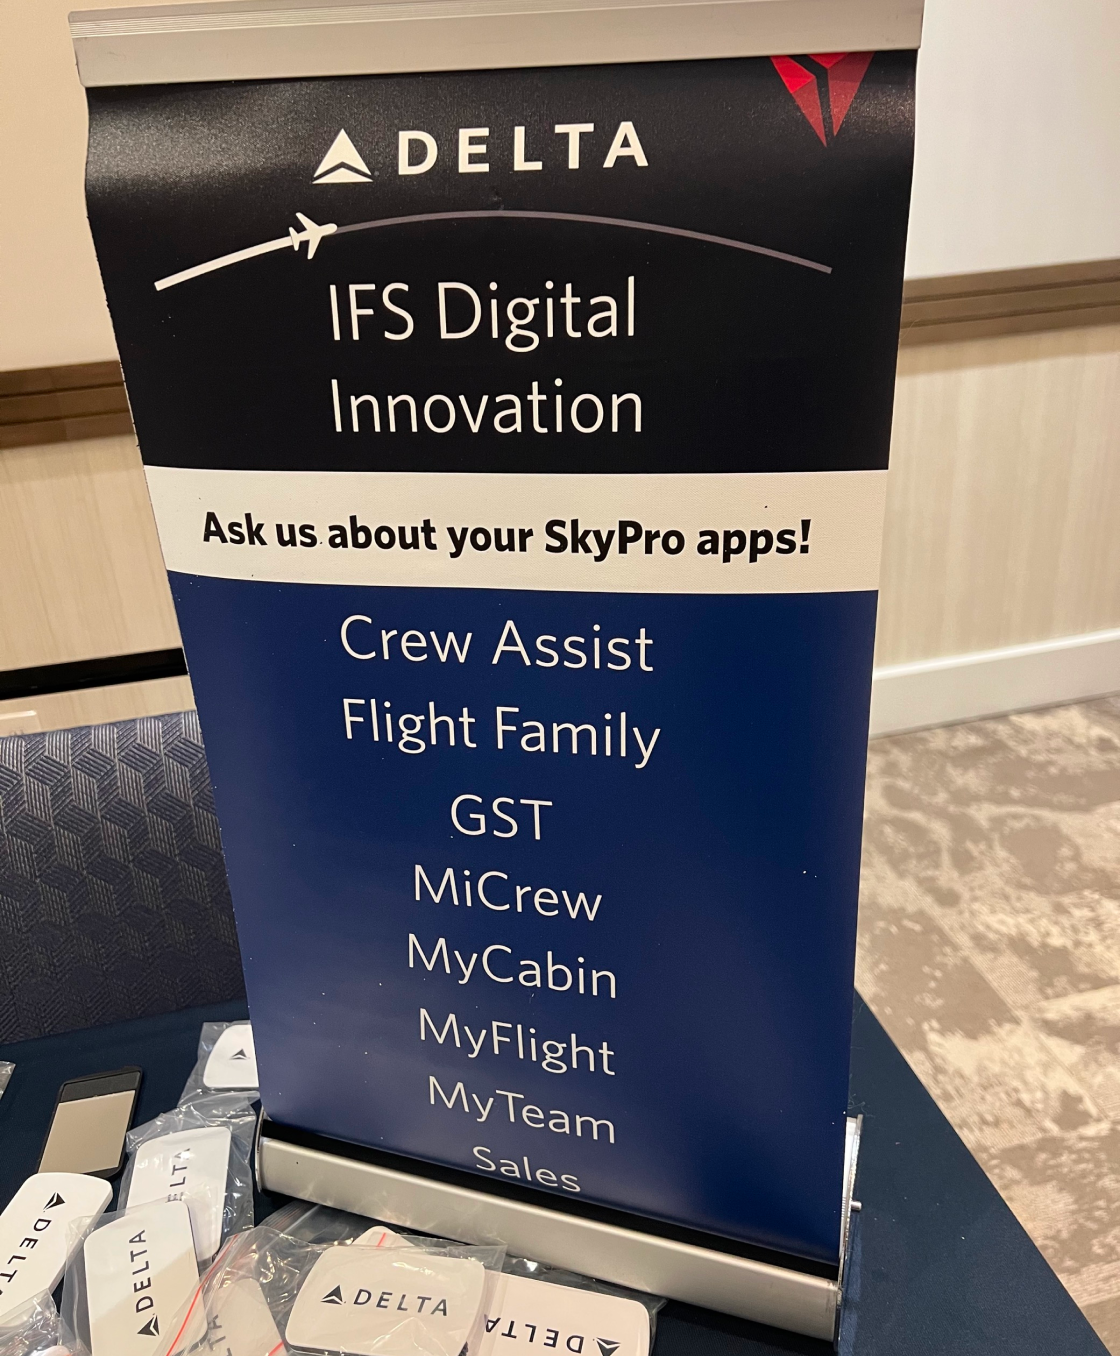 DELTA
IFS Digital
Innovation
Ask us about your SkyPro apps!
Crew Assist
Flight Family
GST
MiCrew
MyCabin
MyFlight
MyTeam
Sales
ELTA
DELTA
DELTA
DELTA
DELTA